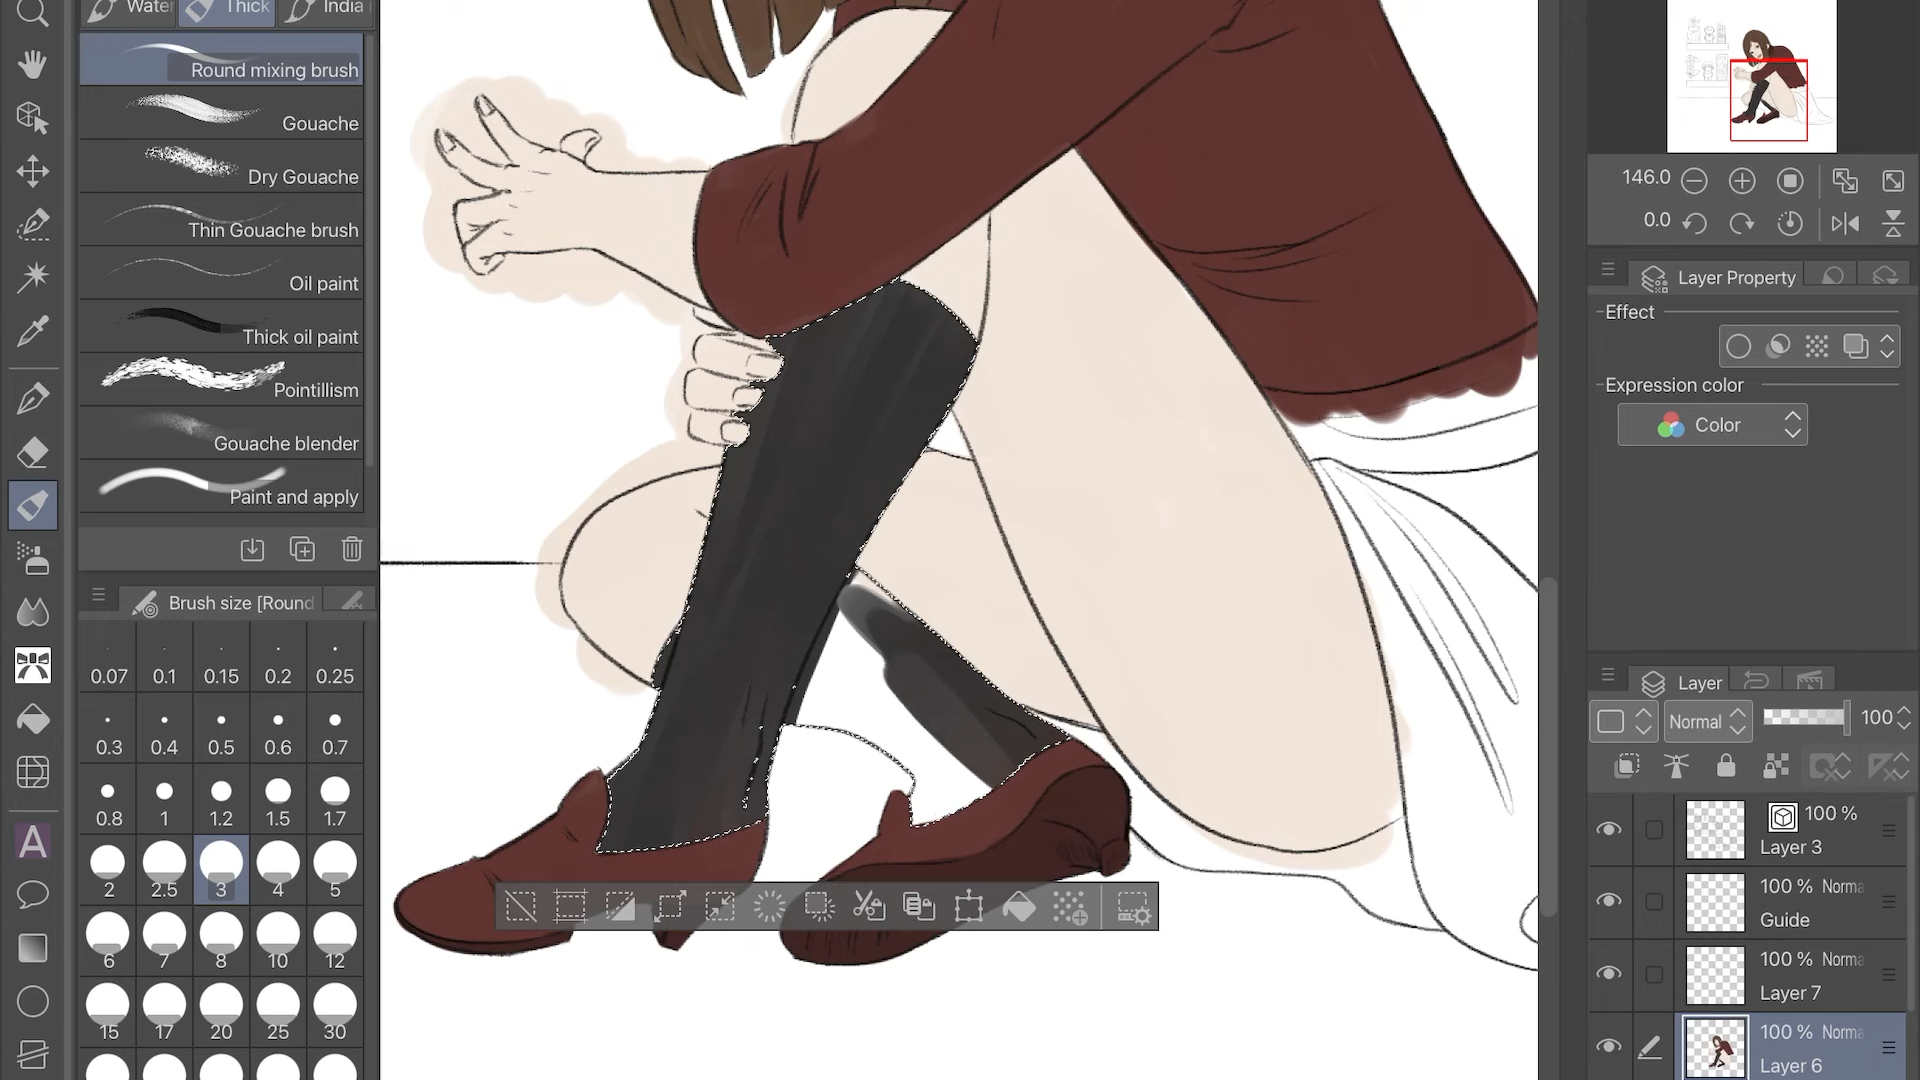 Water
Thick
India
Round mixing brush
Gouache
Dry Gouache
Thin Gouache brush
Oil paint
Thick oil paint
Pointillism
Gouache blender
Paint and apply
Brush size [Round
0.07 0.1 0.15 0.2 0.25
0.3 0.4 0.5 0.6 0.7
0.8 1 1.2 1.5 1.7
2 2.5 3 4 5
6 7 8 10 12
15 17 20 25 30
A
146.0
0.0
Layer Property
Effect
Expression color
Color
Layer
Normal 100
100 %
Layer 3
100 % Norma
Guide
100 % Norma
Layer 7
100 % Norma
Layer 6